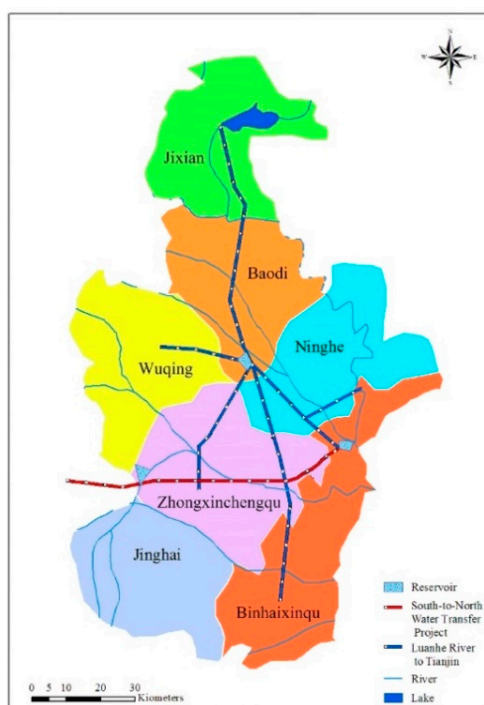 N
W E
S
Jixian
Baodi
Ninghe
Wuqing
Zhongxinchengqu
Jinghai
Binhaixinqu
Reservoir
South-to-North
Water Transfer
Project
Luanhe River
to Tianjin
River
Lake
0 5 10 20 30
Kiometers